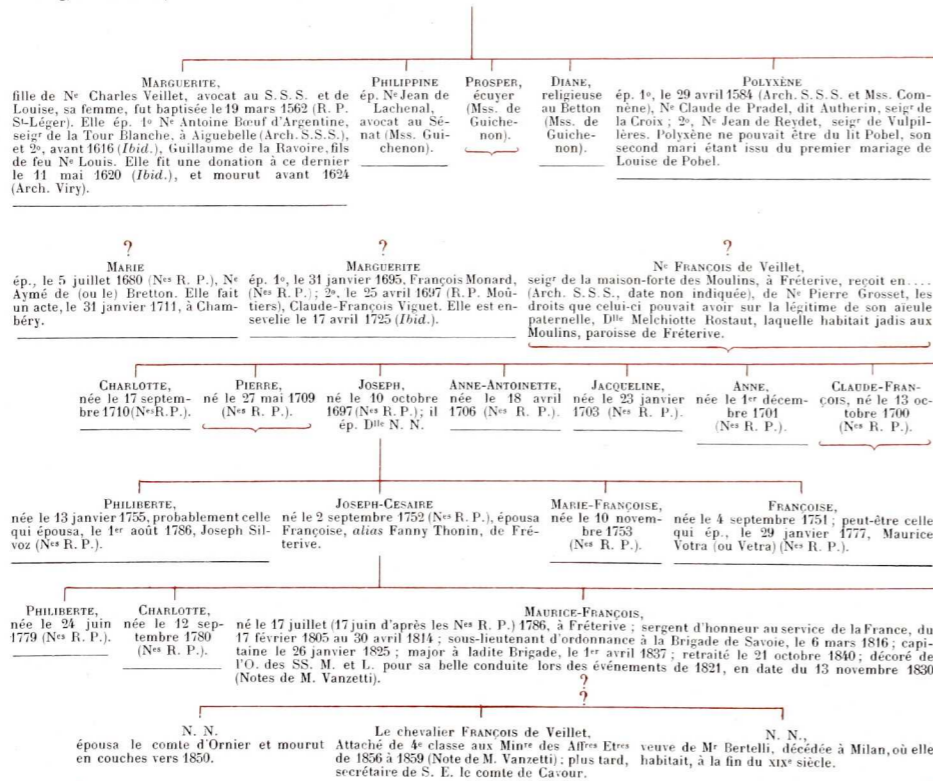 MARGUERITE,
fille de Nᵉ Charles Veillet, avocat au S. S. S. et de
Louise, sa femme, fut baptisée le 19 mars 1562 (R. P.
Sᵗ-Léger). Elle ép. 1º Nᵉ Antoine Bœuf d'Argentine,
seigʳ de la Tour Blanche, à Aiguebelle (Arch. S. S. S.),
et 2º, avant 1616 (Ibid.), Guillaume de la Ravoire, fils
de feu Nᵉ Louis. Elle fit une donation à ce dernier
le 11 mai 1620 (Ibid.), et mourut avant 1624
(Arch. Viry).
PHILIPPINE
ép. Nᵉ Jean de
Lachenal,
avocat au Sé-
nat (Mss. Gui-
chenon).
PROSPER,
écuyer
(Mss. de
Guiche-
non).
DIANE,
religieuse
au Betton
(Mss. de
Guiche-
non).
POLYXÈNE
ép. 1º, le 29 avril 1584 (Arch. S. S. S. et Mss. Com-
nène), Nᵉ Claude de Pradel, dit Autherin, seigʳ de
la Croix ; 2º, Nᵉ Jean de Reydet, seigʳ de Vulpil-
lères. Polyxène ne pouvait être du lit Pobel, son
second mari étant issu du premier mariage de
Louise de Pobel.
?
MARIE
ép., le 5 juillet 1680 (Nᵉˢ R. P.), Nᵉ
Aymé de (ou le) Bretton. Elle fait
un acte, le 31 janvier 1711, à Cham-
béry.
?
MARGUERITE
ép. 1º, le 31 janvier 1695, François Monard,
(Nᵉˢ R. P.) ; 2º, le 25 avril 1697 (R. P. Moû-
tiers), Claude-François Viguet. Elle est en-
sevelie le 17 avril 1725 (Ibid.).
?
Nᵉ FRANÇOIS de Veillet,
seigʳ de la maison-forte des Moulins, à Fréterive, reçoit en....
(Arch. S. S. S., date non indiquée), de Nᵉ Pierre Grosset, les
droits que celui-ci pouvait avoir sur la légitime de son aïeule
paternelle, Dˡˡᵉ Melchiotte Rostaut, laquelle habitait jadis aux
Moulins, paroisse de Fréterive.
CHARLOTTE,
née le 17 septem-
bre 1710 (Nᵉˢ R. P.).
PIERRE,
né le 27 mai 1709
(Nᵉˢ R. P.).
JOSEPH,
né le 10 octobre
1697 (Nᵉˢ R. P.) ; il
ép. Dˡˡᵉ N. N.
ANNE-ANTOINETTE,
née le 18 avril
1706 (Nᵉˢ R. P.).
JACQUELINE,
née le 23 janvier
1703 (Nᵉˢ R. P.).
ANNE,
née le 1ᵉʳ décem-
bre 1701
(Nᵉˢ R. P.).
CLAUDE-FRAN-
ÇOIS, né le 13 oc-
tobre 1700
(Nᵉˢ R. P.).
PHILIBERTE,
née le 13 janvier 1755, probablement celle
qui épousa, le 1ᵉʳ août 1786, Joseph Sil-
voz (Nᵉˢ R. P.).
JOSEPH-CESAIRE
né le 2 septembre 1752 (Nᵉˢ R. P.), épousa
Françoise, alias Fanny Thonin, de Fré-
terive.
MARIE-FRANÇOISE,
née le 10 novem-
bre 1753
(Nᵉˢ R. P.).
FRANÇOISE,
née le 4 septembre 1751 ; peut-être celle
qui ép., le 29 janvier 1777, Maurice
Votra (ou Vetra) (Nᵉˢ R. P.).
PHILIBERTE,
née le 24 juin
1779 (Nᵉˢ R. P.).
CHARLOTTE,
née le 12 sep-
tembre 1780
(Nᵉˢ R. P.).
MAURICE-FRANÇOIS,
né le 17 juillet (17 juin d'après les Nᵉˢ R. P.) 1786, à Fréterive ; sergent d'honneur au service de la France, du
17 février 1805 au 30 avril 1814 ; sous-lieutenant d'ordonnance à la Brigade de Savoie, le 6 mars 1816 ; capi-
taine le 26 janvier 1825 ; major à ladite Brigade, le 1ᵉʳ avril 1837 ; retraité le 21 octobre 1840 ; décoré de
l'O. des SS. M. et L. pour sa belle conduite lors des événements de 1821, en date du 13 novembre 1830
(Notes de M. Vanzetti).
?
?
N. N.
épousa le comte d'Ornier et mourut
en couches vers 1850.
Le chevalier FRANÇOIS de Veillet,
Attaché de 4ᵉ classe aux Minʳᵉ des Affʳᵉˢ Etʳᵉˢ
de 1856 à 1859 (Note de M. Vanzetti) ; plus tard,
secrétaire de S. E. le comte de Cavour.
N. N.,
veuve de Mʳ Bertelli, décédée à Milan, où elle
habitait, à la fin du XIXᵉ siècle.